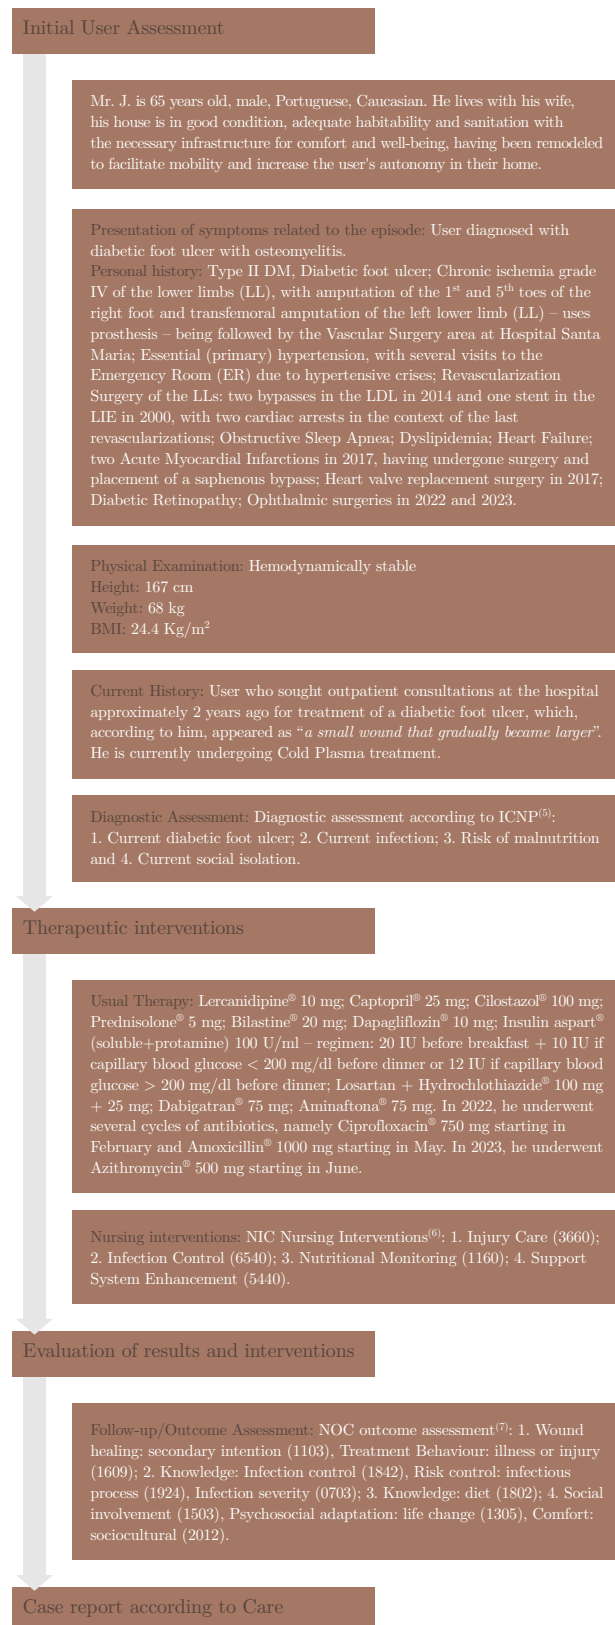 Initial User Assessment
Mr. J. is 65 years old, male, Portuguese, Caucasian. He lives with his wife,
his house is in good condition, adequate habitability and sanitation with
the necessary infrastructure for comfort and well-being, having been remodeled
to facilitate mobility and increase the user's autonomy in their home.
Presentation of symptoms related to the episode: User diagnosed with
diabetic foot ulcer with osteomyelitis.
Personal history: Type II DM, Diabetic foot ulcer; Chronic ischemia grade
IV of the lower limbs (LL), with amputation of the 1st and 5th toes of the
right foot and transfemoral amputation of the left lower limb (LL) – uses
prosthesis – being followed by the Vascular Surgery area at Hospital Santa
Maria; Essential (primary) hypertension, with several visits to the
Emergency Room (ER) due to hypertensive crises; Revascularization
Surgery of the LLs: two bypasses in the LDL in 2014 and one stent in the
LIE in 2000, with two cardiac arrests in the context of the last
revascularizations; Obstructive Sleep Apnea; Dyslipidemia; Heart Failure;
two Acute Myocardial Infarctions in 2017, having undergone surgery and
placement of a saphenous bypass; Heart valve replacement surgery in 2017;
Diabetic Retinopathy; Ophthalmic surgeries in 2022 and 2023.
Physical Examination: Hemodynamically stable
Height: 167 cm
Weight: 68 kg
BMI: 24.4 Kg/m²
Current History: User who sought outpatient consultations at the hospital
approximately 2 years ago for treatment of a diabetic foot ulcer, which,
according to him, appeared as “a small wound that gradually became larger”.
He is currently undergoing Cold Plasma treatment.
Diagnostic Assessment: Diagnostic assessment according to ICNP(5):
1. Current diabetic foot ulcer; 2. Current infection; 3. Risk of malnutrition
and 4. Current social isolation.
Therapeutic interventions
Usual Therapy: Lercanidipine® 10 mg; Captopril® 25 mg; Cilostazol® 100 mg;
Prednisolone® 5 mg; Bilastine® 20 mg; Dapagliflozin® 10 mg; Insulin aspart®
(soluble+protamine) 100 U/ml – regimen: 20 IU before breakfast + 10 IU if
capillary blood glucose < 200 mg/dl before dinner or 12 IU if capillary blood
glucose > 200 mg/dl before dinner; Losartan + Hydrochlothiazide® 100 mg
+ 25 mg; Dabigatran® 75 mg; Aminaftona® 75 mg. In 2022, he underwent
several cycles of antibiotics, namely Ciprofloxacin® 750 mg starting in
February and Amoxicillin® 1000 mg starting in May. In 2023, he underwent
Azithromycin® 500 mg starting in June.
Nursing interventions: NIC Nursing Interventions(6): 1. Injury Care (3660);
2. Infection Control (6540); 3. Nutritional Monitoring (1160); 4. Support
System Enhancement (5440).
Evaluation of results and interventions
Follow-up/Outcome Assessment: NOC outcome assessment(7): 1. Wound
healing: secondary intention (1103), Treatment Behaviour: illness or injury
(1609); 2. Knowledge: Infection control (1842), Risk control: infectious
process (1924), Infection severity (0703); 3. Knowledge: diet (1802); 4. Social
involvement (1503), Psychosocial adaptation: life change (1305), Comfort:
sociocultural (2012).
Case report according to Care